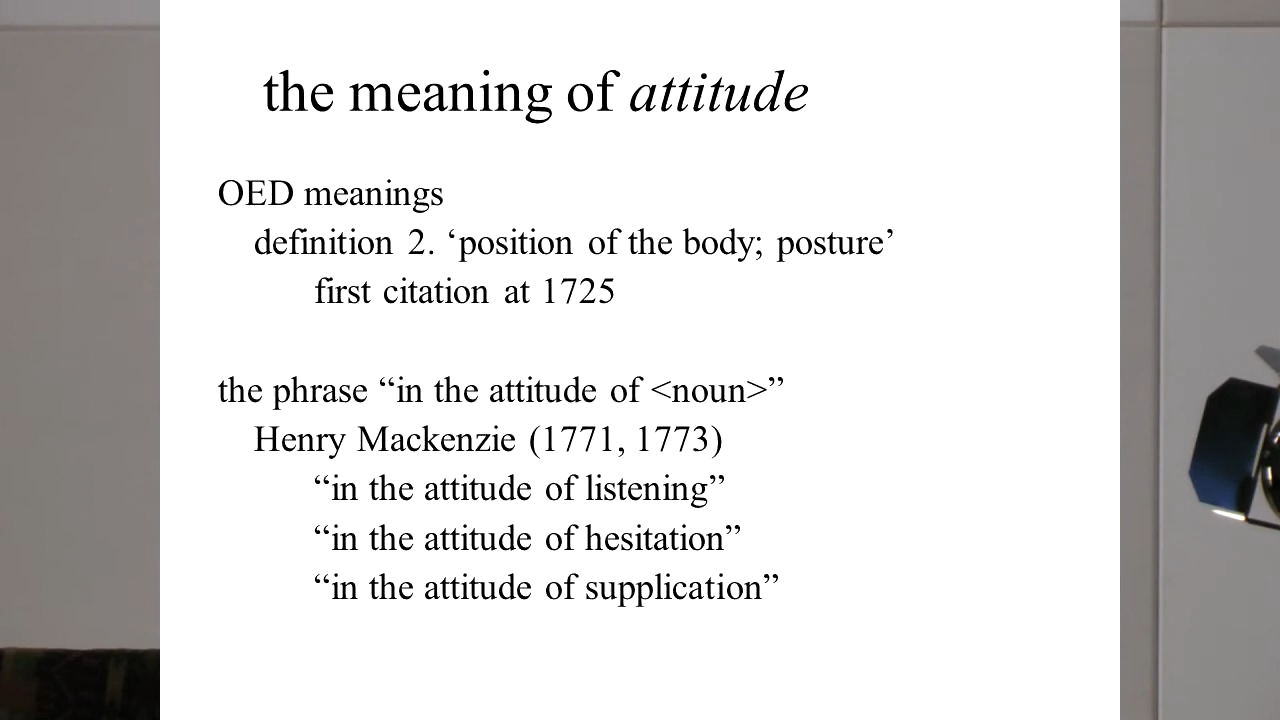 the meaning of attitude
OED meanings
definition 2. ‘position of the body; posture’
first citation at 1725
the phrase “in the attitude of <noun>”
Henry Mackenzie (1771, 1773)
“in the attitude of listening”
“in the attitude of hesitation”
“in the attitude of supplication”